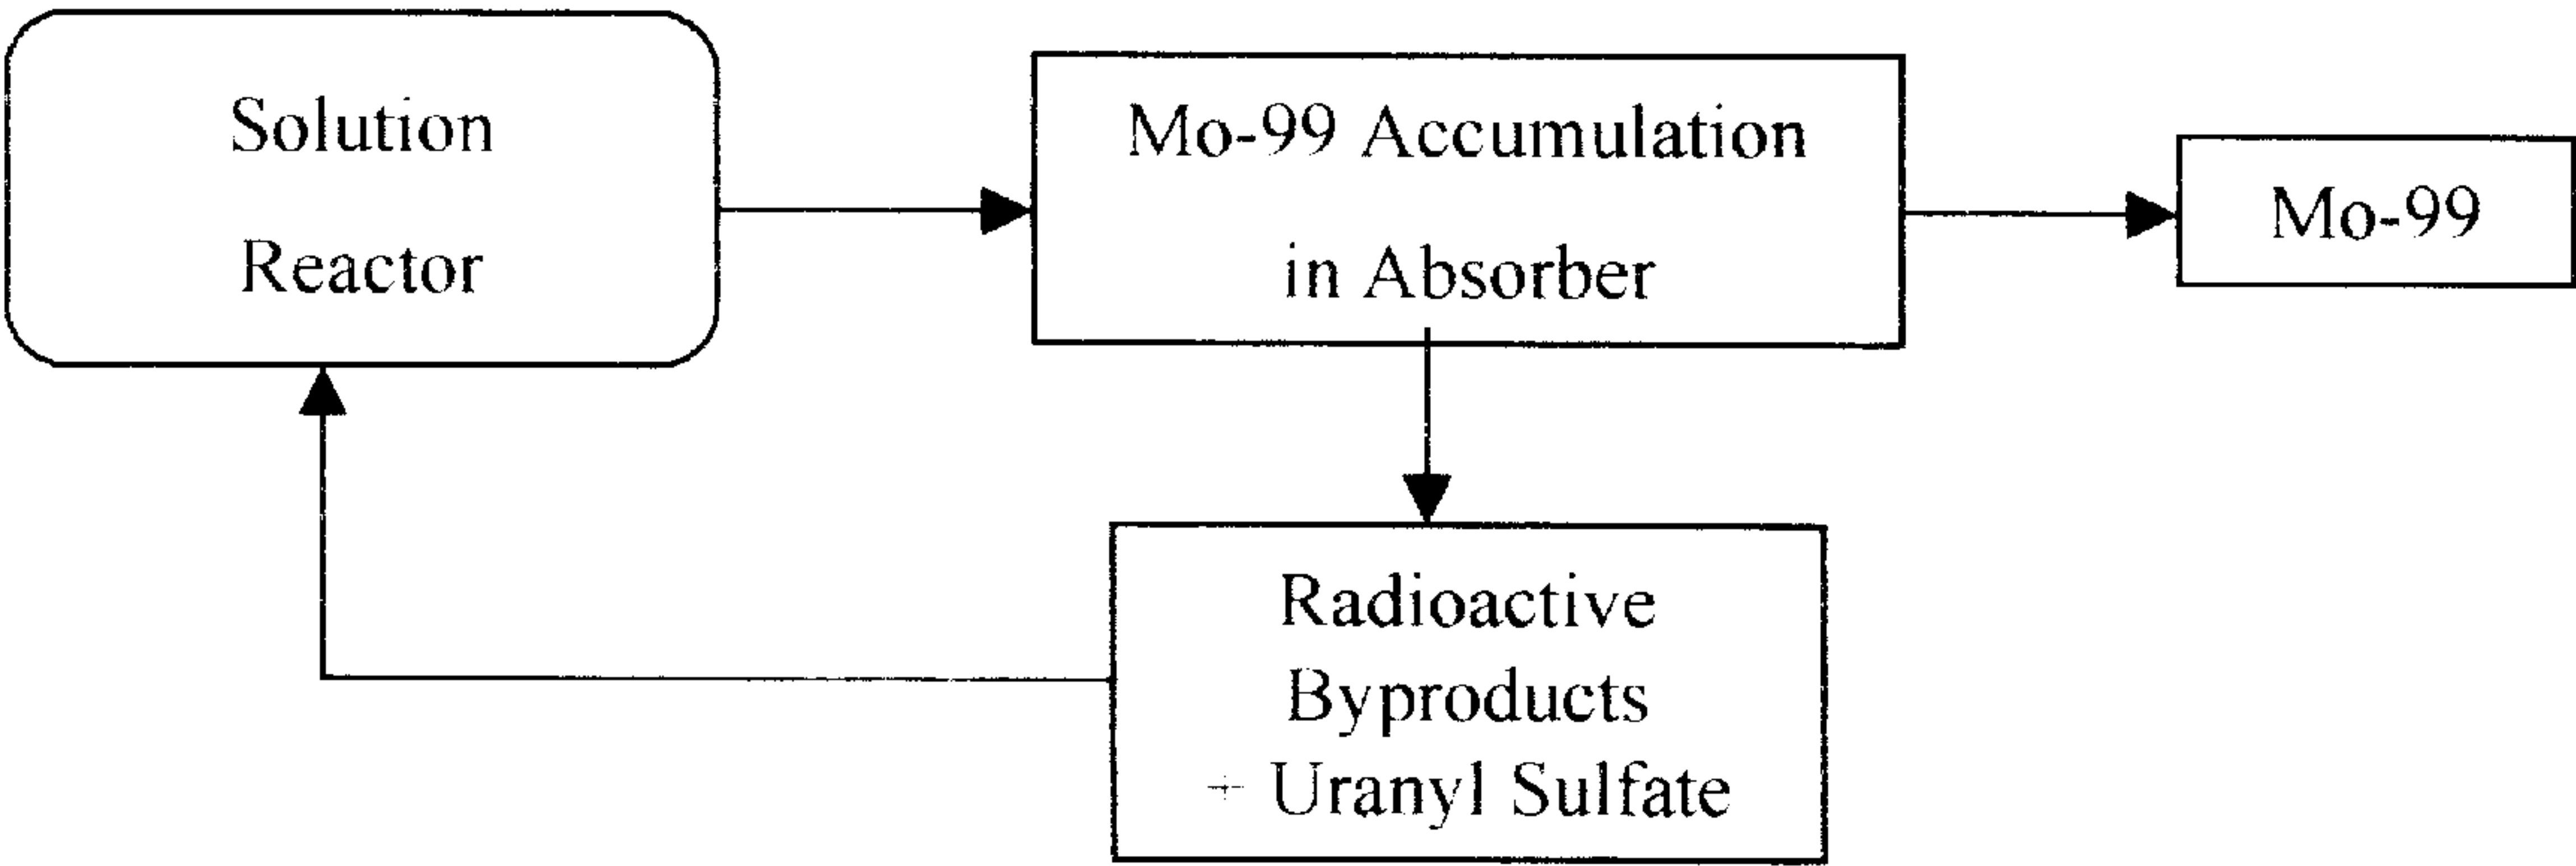 Solution
Reactor
Mo-99 Accumulation
in Absorber
Mo-99
Radioactive
Byproducts
+ Uranyl Sulfate